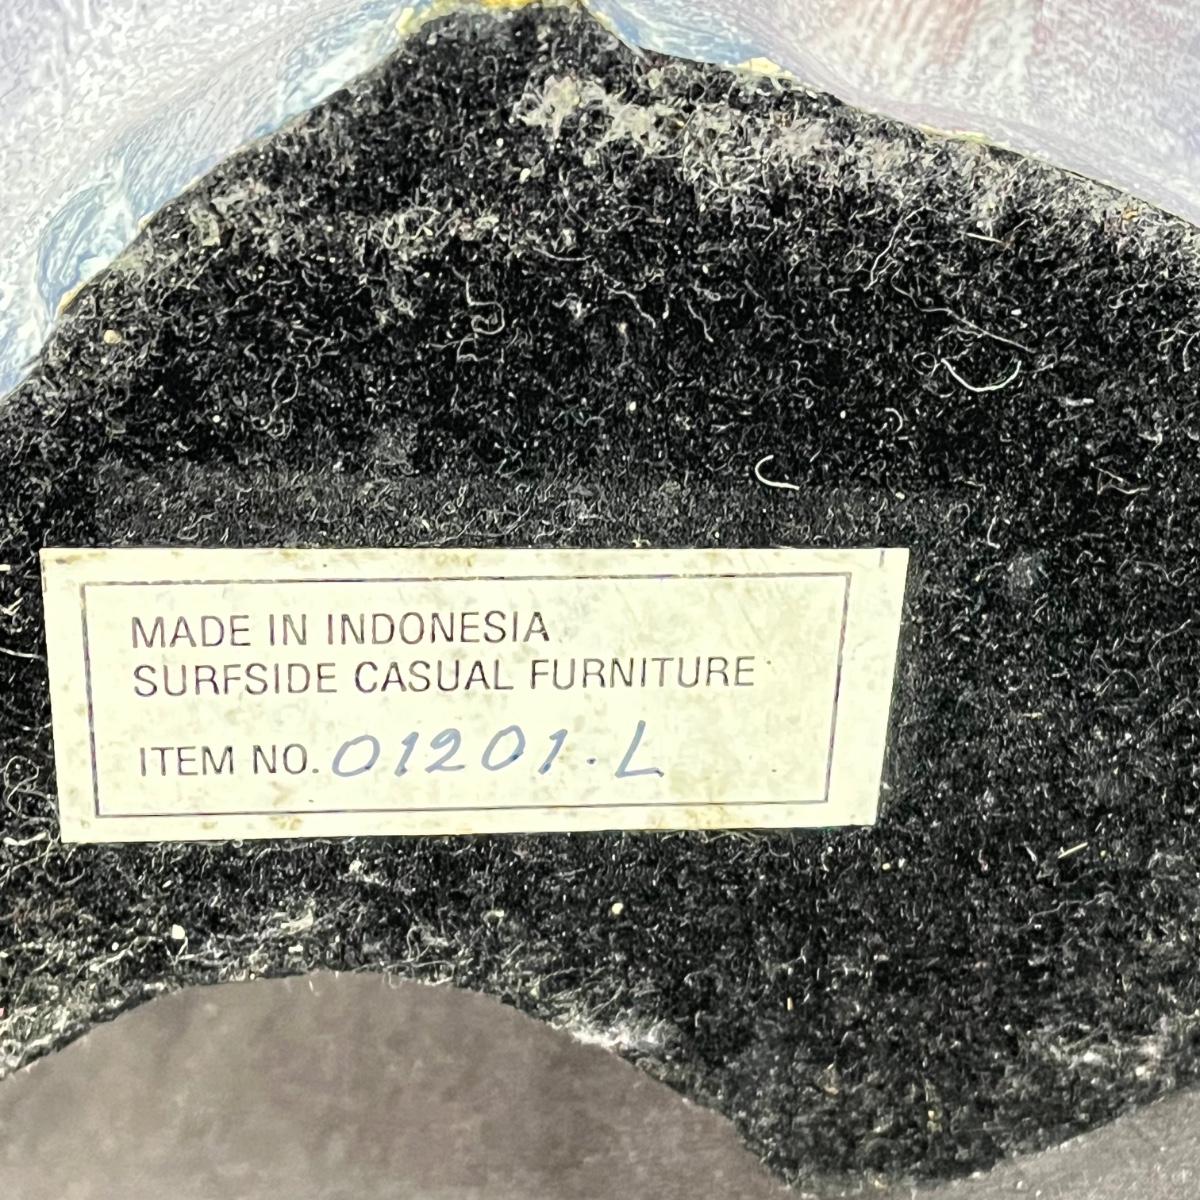 MADE IN INDONESIA
SURFSIDE CASUAL FURNITURE
ITEM NO. 01201.L